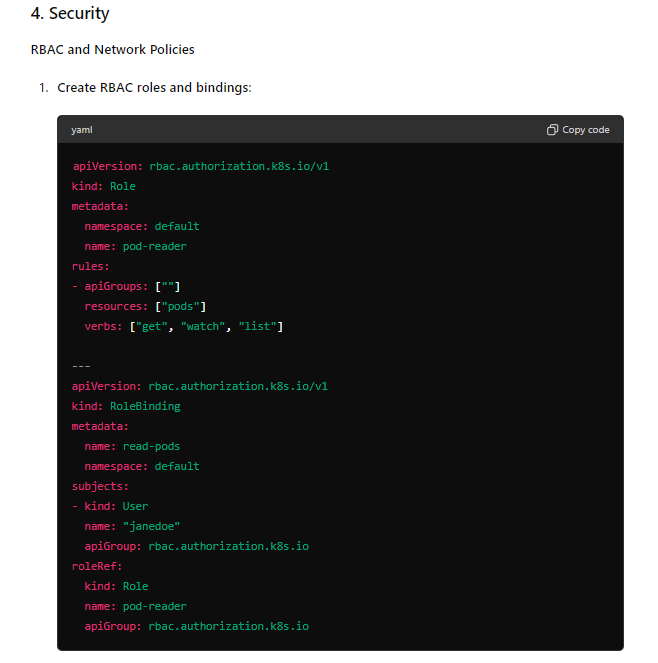 4. Security
RBAC and Network Policies
1. Create RBAC roles and bindings:
yaml Copy code
apiVersion: rbac.authorization.k8s.io/v1
kind: Role
metadata:
  namespace: default
  name: pod-reader
rules:
- apiGroups: [""]
  resources: ["pods"]
  verbs: ["get", "watch", "list"]
---
apiVersion: rbac.authorization.k8s.io/v1
kind: RoleBinding
metadata:
  name: read-pods
  namespace: default
subjects:
- kind: User
  name: "janedoe"
  apiGroup: rbac.authorization.k8s.io
roleRef:
  kind: Role
  name: pod-reader
  apiGroup: rbac.authorization.k8s.io